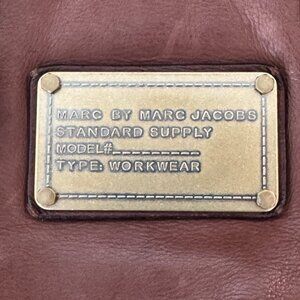 MARC BY MARC JACOBS
STANDARD SUPPLY
MODEL#
TYPE: WORKWEAR